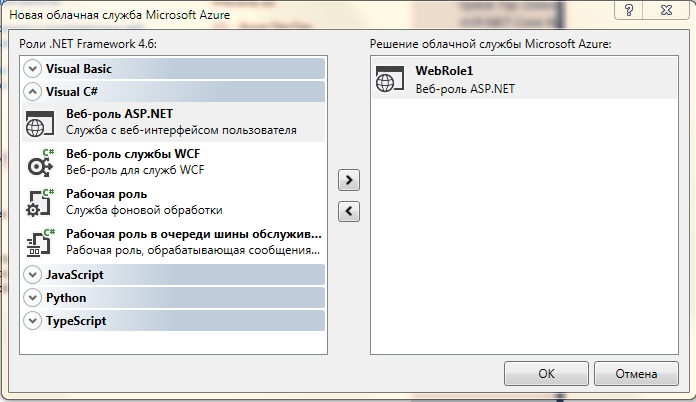 Новая облачная служба Microsoft Azure
Роли .NET Framework 4.6:
Visual Basic
Visual C#
Веб-роль ASP.NET
Служба с веб-интерфейсом пользователя
C#
Веб-роль службы WCF
Веб-роль для служб WCF
C#
Рабочая роль
Служба фоновой обработки
C#
Рабочая роль в очереди шины обслужив...
Рабочая роль, обрабатывающая сообщения...
JavaScript
Python
TypeScript
Решение облачной службы Microsoft Azure:
WebRole1
Веб-роль ASP.NET
OK
Отмена